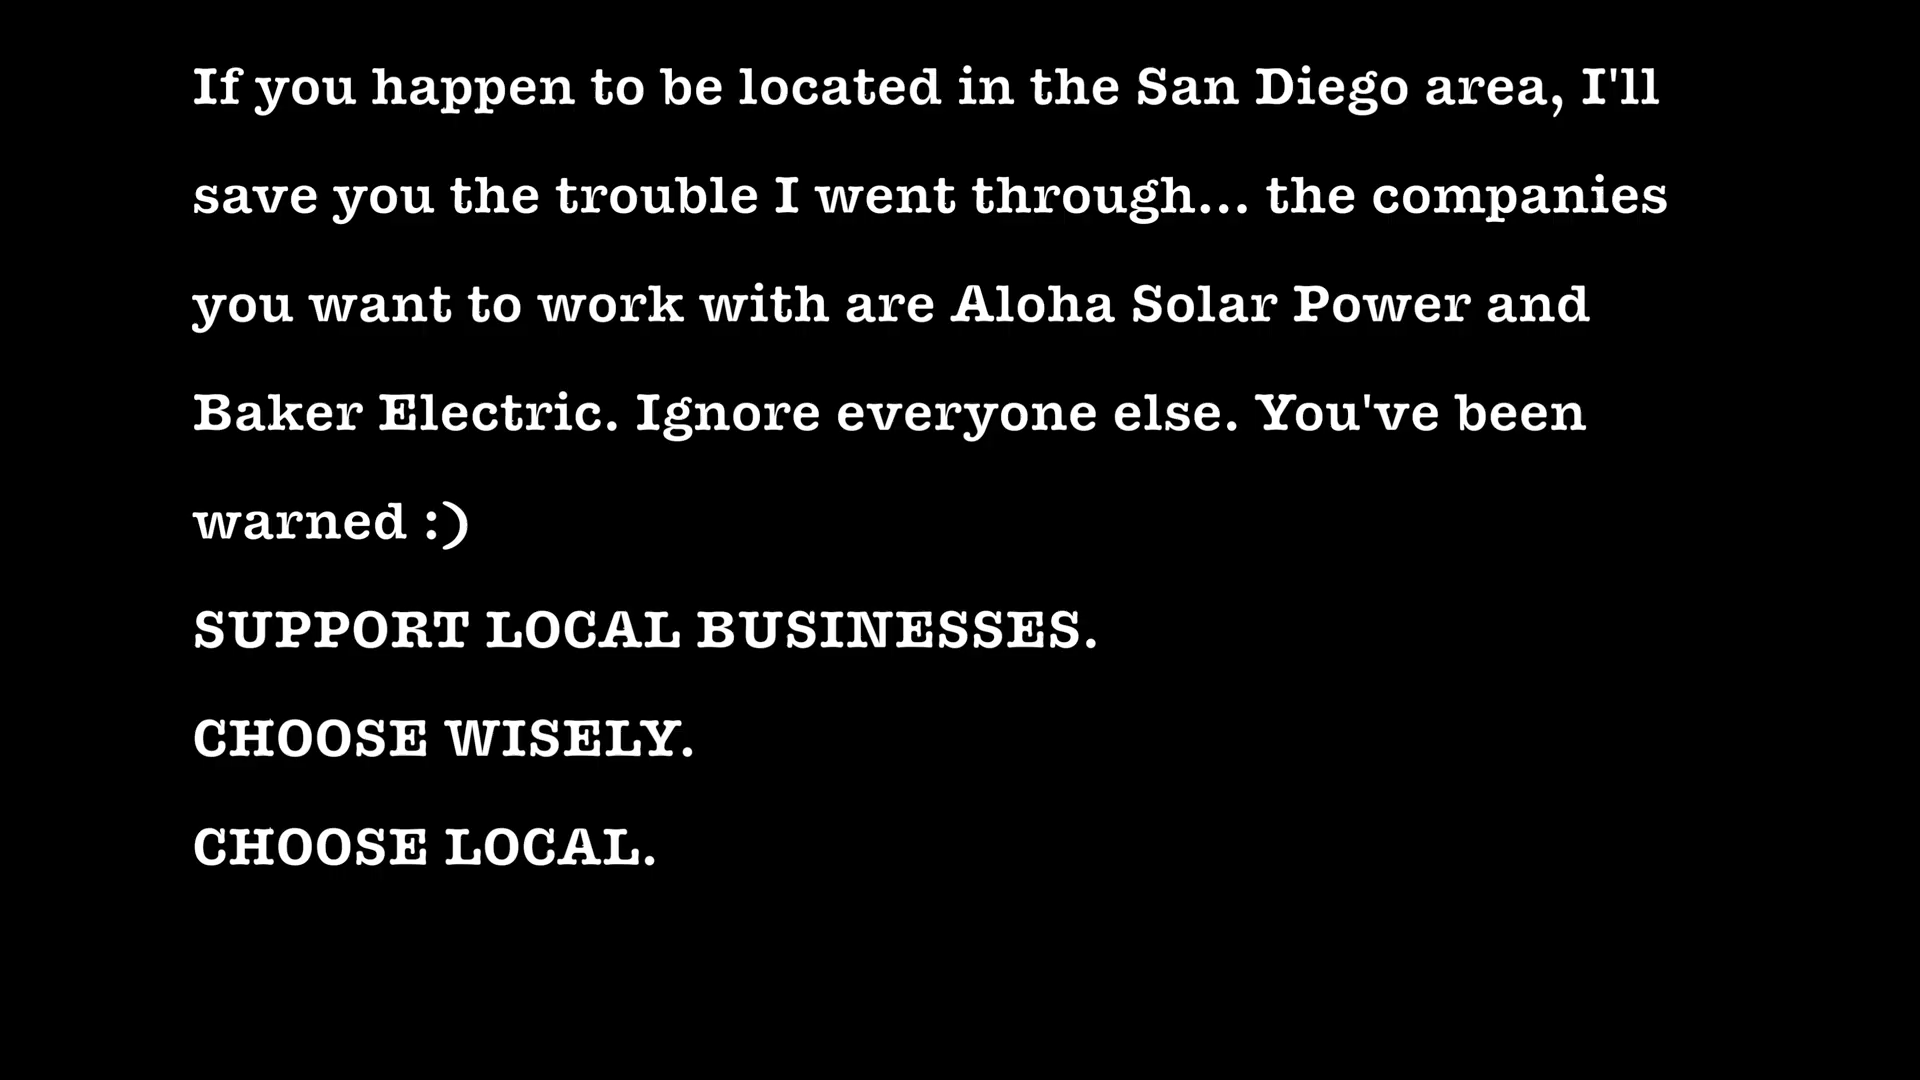 If you happen to be located in the San Diego area, I'll
save you the trouble I went through... the companies
you want to work with are Aloha Solar Power and
Baker Electric. Ignore everyone else. You've been
warned :)
SUPPORT LOCAL BUSINESSES.
CHOOSE WISELY.
CHOOSE LOCAL.